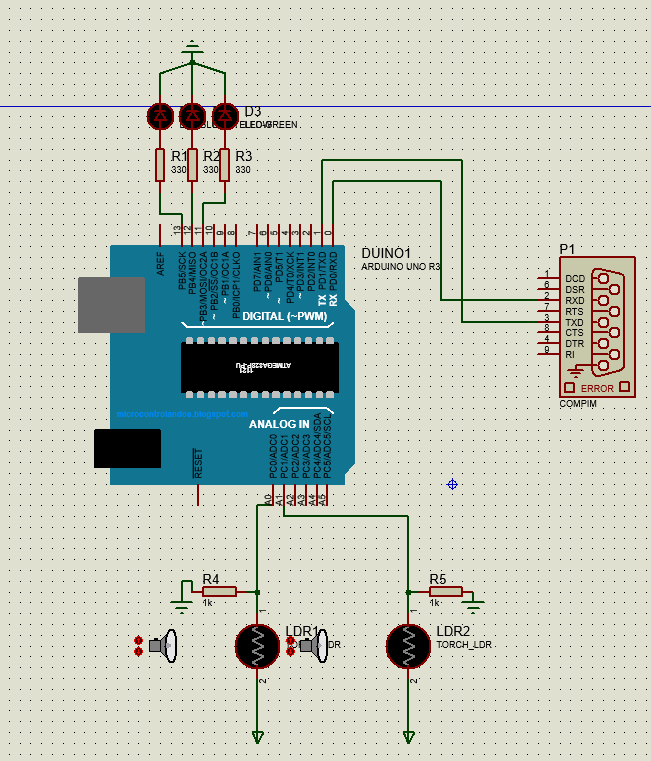 D3
LED-GREEN
R1
330
R2
330
R3
330
13
12
11
10
9
8
7
6
5
4
3
2
1
0
AREF
PB5/SCK
PB4/MISO
PB3/MOSI/OC2A
~ PB2/SS/OC1B
~ PB1/OC1A
PB0/ICP1/CLKO
PD7/AIN1
~ PD6/AIN0
~ PD5/T1
PD4/T0/XCK
~ PD3/INT1
PD2/INT0
PD1/TXD
PD0/RXD
TX
RX
DIGITAL (~PWM)
DUINO1
ARDUINO UNO R3
ATMEGA328P-PU
1121
microcontrolandos.blogspot.com
ANALOG IN
RESET
PC0/ADC0
PC1/ADC1
PC2/ADC2
PC3/ADC3
PC4/ADC4/SDA
PC5/ADC5/SCL
A0
A1
A2
A3
A4
A5
P1
1
DCD
6
DSR
2
RXD
7
RTS
3
TXD
8
CTS
4
DTR
9
RI
ERROR
COMPIM
R4
1k
R5
1k
1
LDR1
2
1
LDR2
TORCH_LDR
2